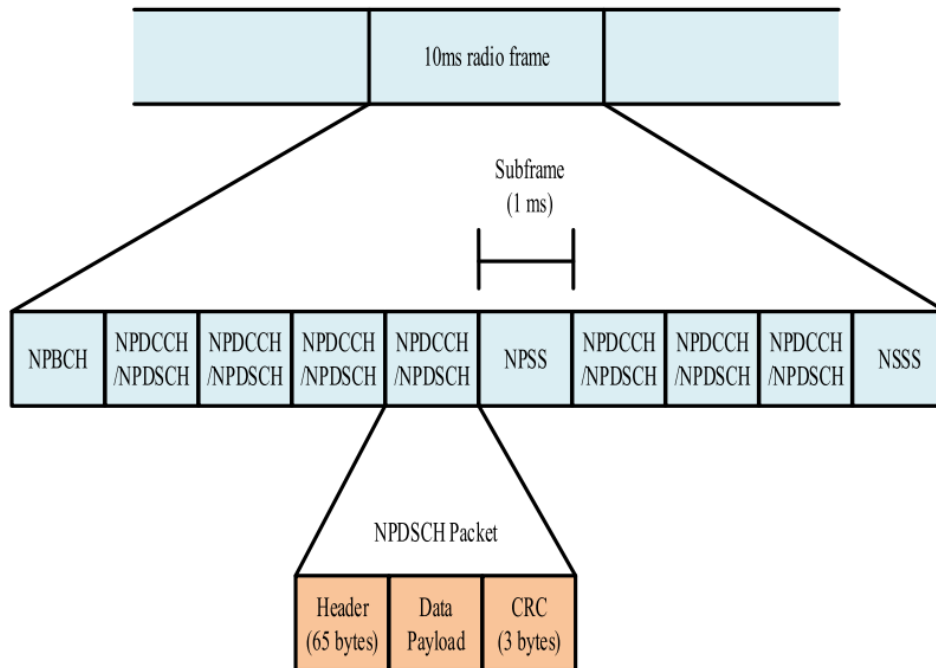 10ms radio frame
Subframe
(1 ms)
NPBCH
NPDCCH
/NPDSCH
NPDCCH
/NPDSCH
NPDCCH
/NPDSCH
NPDCCH
/NPDSCH
NPSS
NPDCCH
/NPDSCH
NPDCCH
/NPDSCH
NPDCCH
/NPDSCH
NSSS
NPDSCH Packet
Header
(65 bytes)
Data
Payload
CRC
(3 bytes)